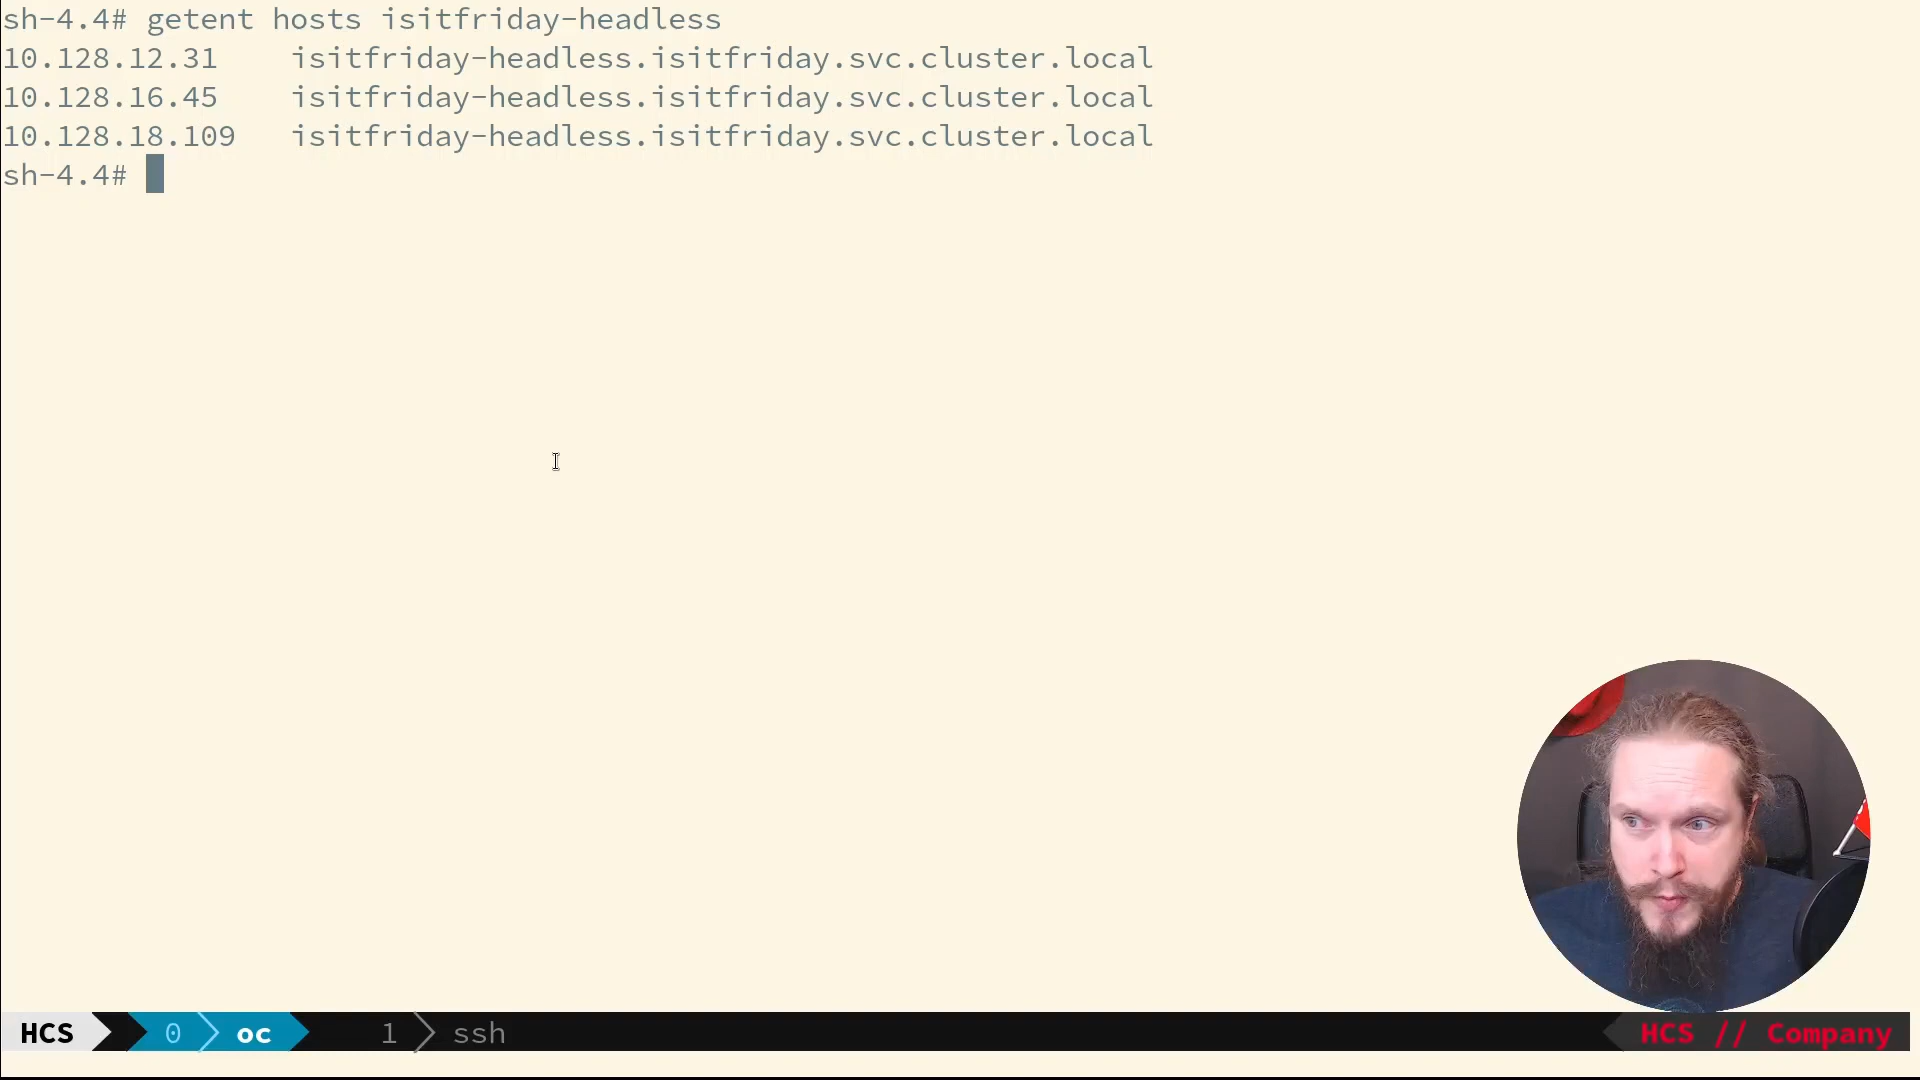 sh-4.4# getent hosts isitfriday-headless
10.128.12.31    isitfriday-headless.isitfriday.svc.cluster.local
10.128.16.45    isitfriday-headless.isitfriday.svc.cluster.local
10.128.18.109   isitfriday-headless.isitfriday.svc.cluster.local
sh-4.4#
HCS 0 oc 1 ssh HCS // Company